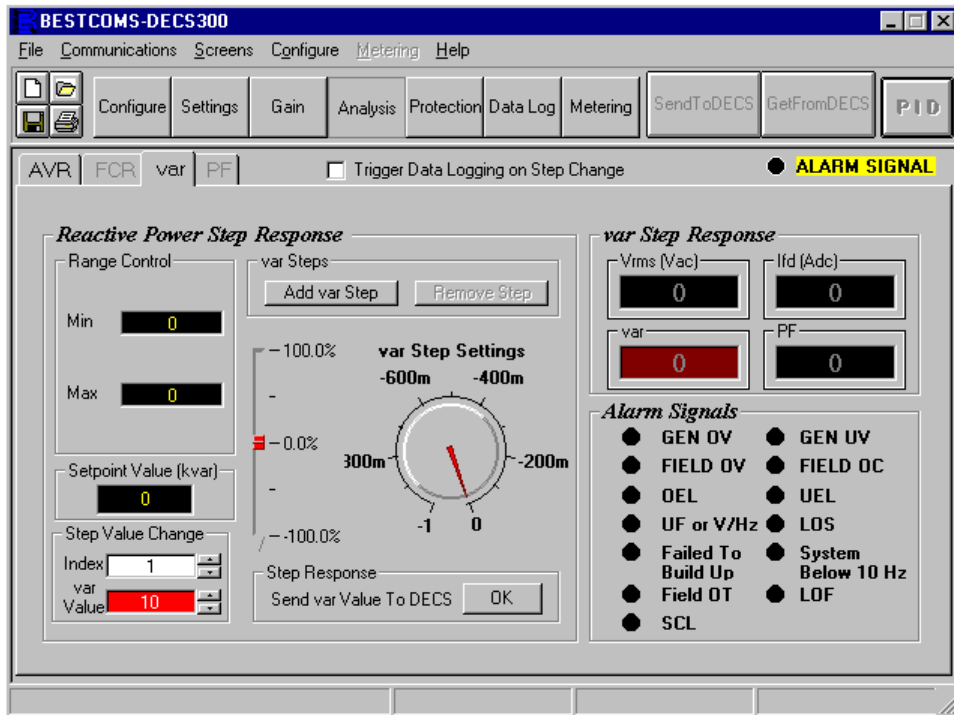 BESTCOMS-DECS300
File Communications Screens Configure Metering Help
Configure Settings Gain Analysis Protection Data Log Metering SendToDECS GetFromDECS PID
AVR FCR var PF Trigger Data Logging on Step Change ALARM SIGNAL
Reactive Power Step Response
Range Control
Min 0
Max 0
Setpoint Value (kvar)
0
Step Value Change
Index 1
var Value 10
var Steps
Add var Step Remove Step
100.0%
0.0%
-100.0%
var Step Settings
-600m -400m
300m -200m
-1 0
Step Response
Send var Value To DECS OK
var Step Response
Vrms (Vac) Ifd (Adc)
0 0
var PF
0 0
Alarm Signals
GEN OV GEN UV
FIELD OV FIELD OC
OEL UEL
UF or V/Hz LOS
Failed To Build Up System Below 10 Hz
Field OT LOF
SCL